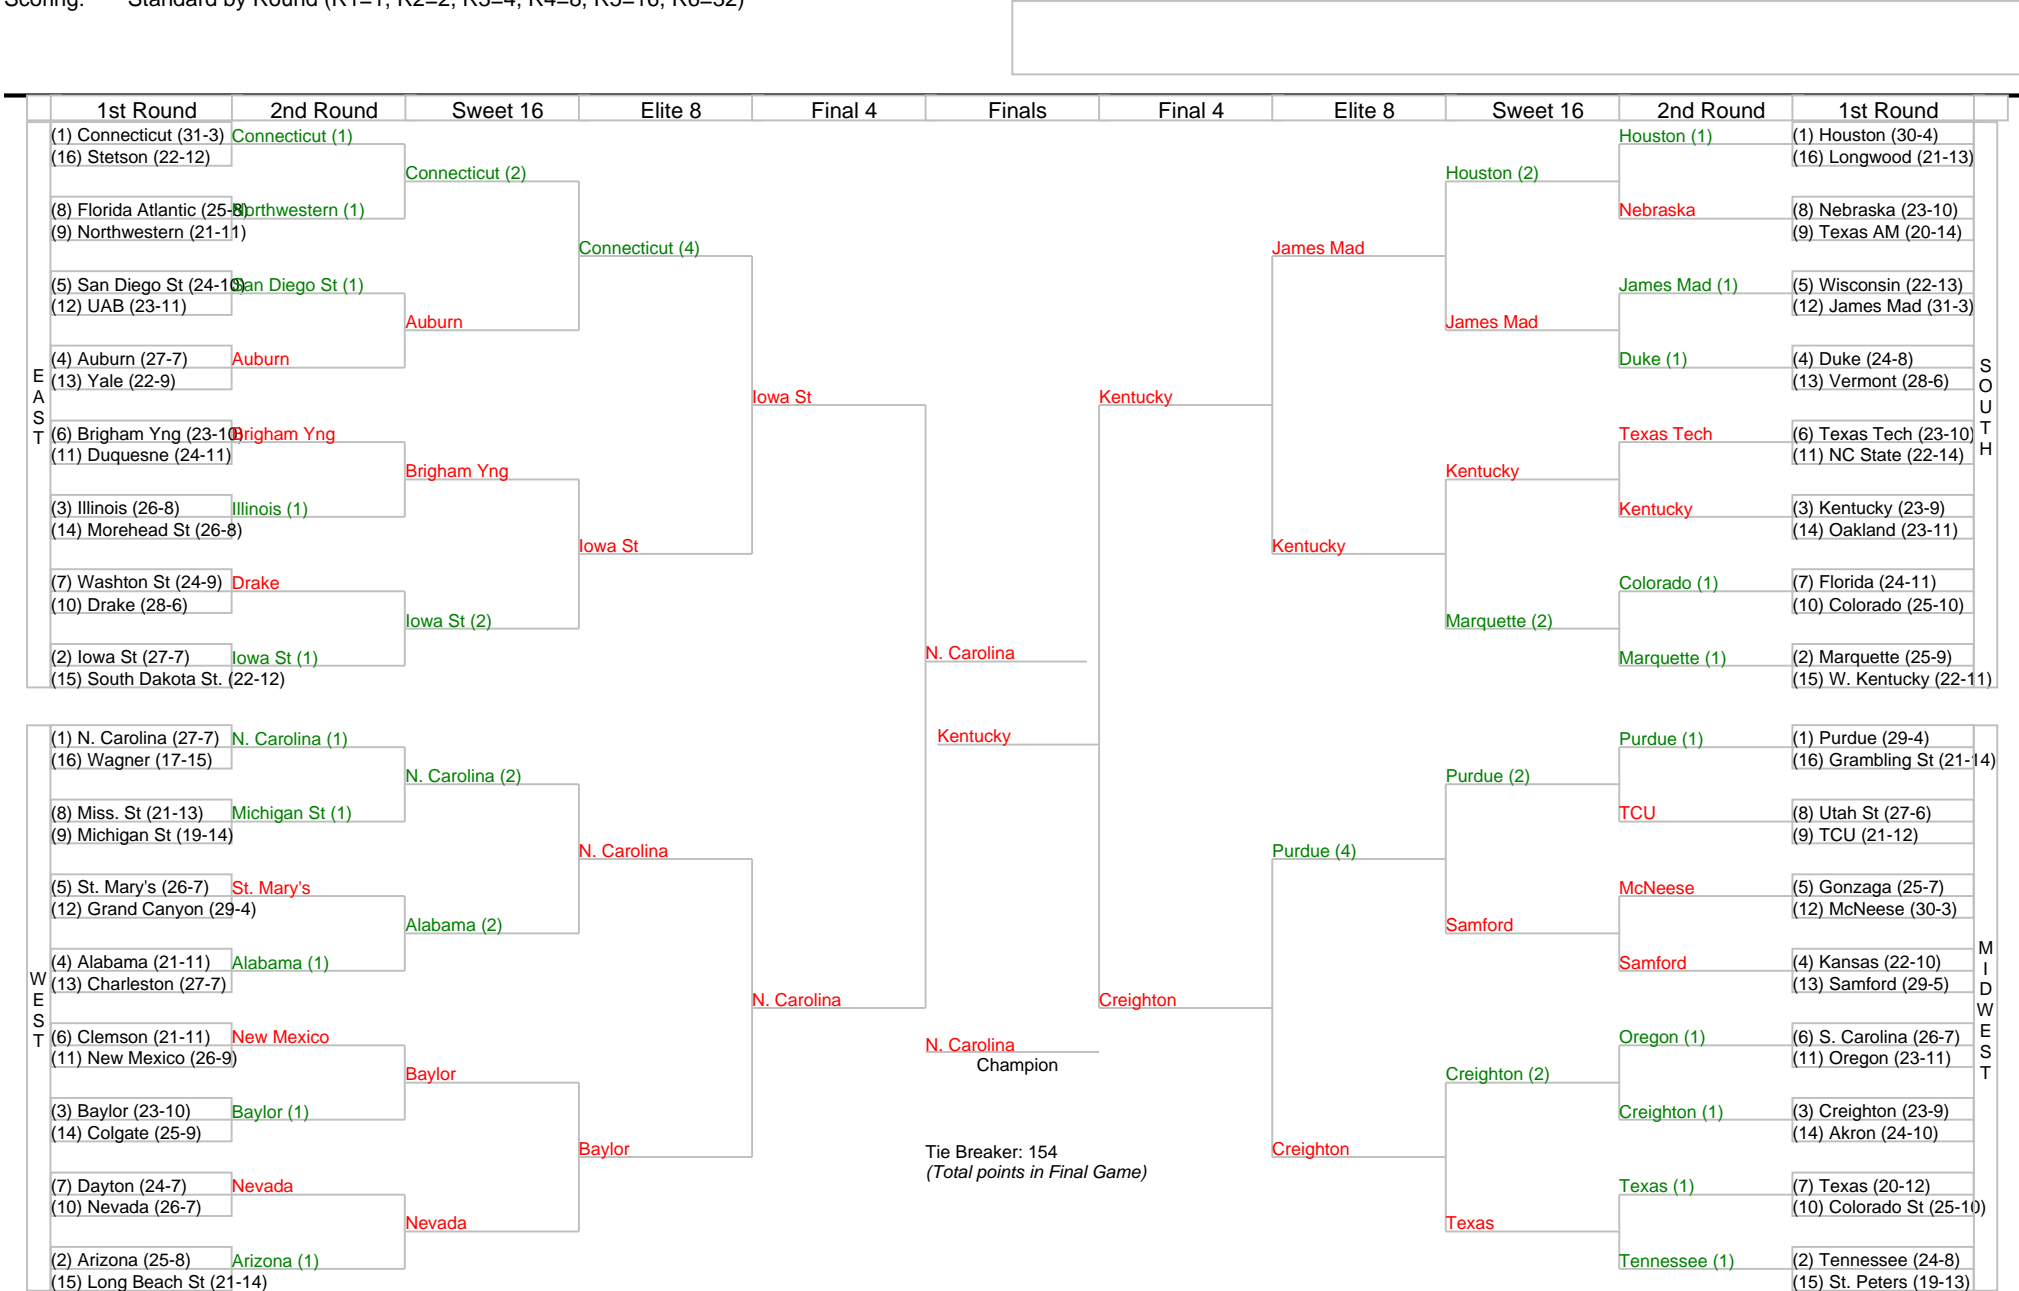 Scoring: Standard by Round (R1=1, R2=2, R3=4, R4=8, R5=16, R6=32)
1st Round 2nd Round Sweet 16 Elite 8 Final 4 Finals Final 4 Elite 8 Sweet 16 2nd Round 1st Round
EAST
(1) Connecticut (31-3)
(16) Stetson (22-12)
(8) Florida Atlantic (25-8)
(9) Northwestern (21-11)
(5) San Diego St (24-10)
(12) UAB (23-11)
(4) Auburn (27-7)
(13) Yale (22-9)
(6) Brigham Yng (23-10)
(11) Duquesne (24-11)
(3) Illinois (26-8)
(14) Morehead St (26-8)
(7) Washton St (24-9)
(10) Drake (28-6)
(2) Iowa St (27-7)
(15) South Dakota St. (22-12)
Connecticut (1)
Northwestern (1)
San Diego St (1)
Auburn
Brigham Yng
Illinois (1)
Drake
Iowa St (1)
Connecticut (2)
Auburn
Brigham Yng
Iowa St (2)
Connecticut (4)
Iowa St
Iowa St
WEST
(1) N. Carolina (27-7)
(16) Wagner (17-15)
(8) Miss. St (21-13)
(9) Michigan St (19-14)
(5) St. Mary's (26-7)
(12) Grand Canyon (29-4)
(4) Alabama (21-11)
(13) Charleston (27-7)
(6) Clemson (21-11)
(11) New Mexico (26-9)
(3) Baylor (23-10)
(14) Colgate (25-9)
(7) Dayton (24-7)
(10) Nevada (26-7)
(2) Arizona (25-8)
(15) Long Beach St (21-14)
N. Carolina (1)
Michigan St (1)
St. Mary's
Alabama (1)
New Mexico
Baylor (1)
Nevada
Arizona (1)
N. Carolina (2)
Alabama (2)
Baylor
Nevada
N. Carolina
Baylor
N. Carolina
N. Carolina
Kentucky
N. Carolina
Champion
Tie Breaker: 154
(Total points in Final Game)
Kentucky
James Mad
Kentucky
Houston (2)
James Mad
Kentucky
Marquette (2)
Houston (1)
Nebraska
James Mad (1)
Duke (1)
Texas Tech
Kentucky
Colorado (1)
Marquette (1)
(1) Houston (30-4)
(16) Longwood (21-13)
(8) Nebraska (23-10)
(9) Texas AM (20-14)
(5) Wisconsin (22-13)
(12) James Mad (31-3)
(4) Duke (24-8)
(13) Vermont (28-6)
(6) Texas Tech (23-10)
(11) NC State (22-14)
(3) Kentucky (23-9)
(14) Oakland (23-11)
(7) Florida (24-11)
(10) Colorado (25-10)
(2) Marquette (25-9)
(15) W. Kentucky (22-11)
SOUTH
Creighton
Purdue (4)
Creighton
Purdue (2)
Samford
Creighton (2)
Texas
Purdue (1)
TCU
McNeese
Samford
Oregon (1)
Creighton (1)
Texas (1)
Tennessee (1)
(1) Purdue (29-4)
(16) Grambling St (21-14)
(8) Utah St (27-6)
(9) TCU (21-12)
(5) Gonzaga (25-7)
(12) McNeese (30-3)
(4) Kansas (22-10)
(13) Samford (29-5)
(6) S. Carolina (26-7)
(11) Oregon (23-11)
(3) Creighton (23-9)
(14) Akron (24-10)
(7) Texas (20-12)
(10) Colorado St (25-10)
(2) Tennessee (24-8)
(15) St. Peters (19-13)
MIDWEST